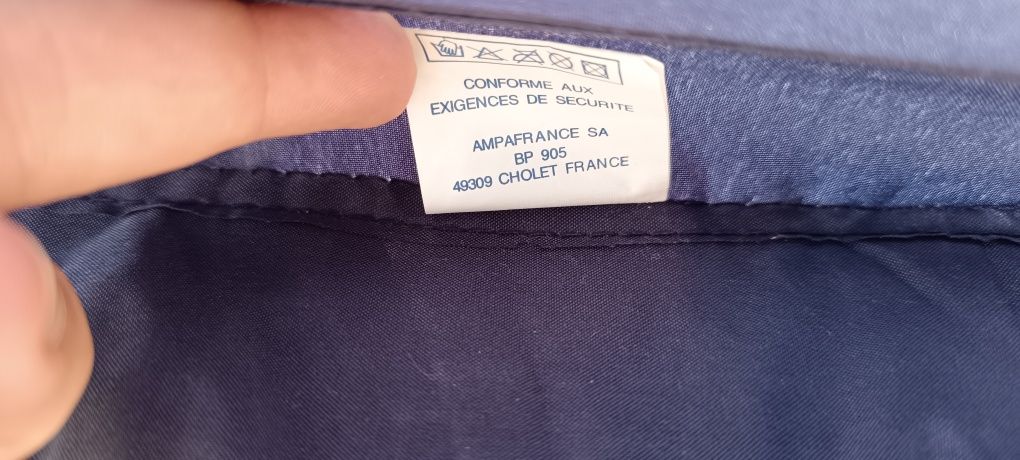 CONFORME AUX
EXIGENCES DE SECURITE
AMPAFRANCE SA
BP 905
49309 CHOLET FRANCE